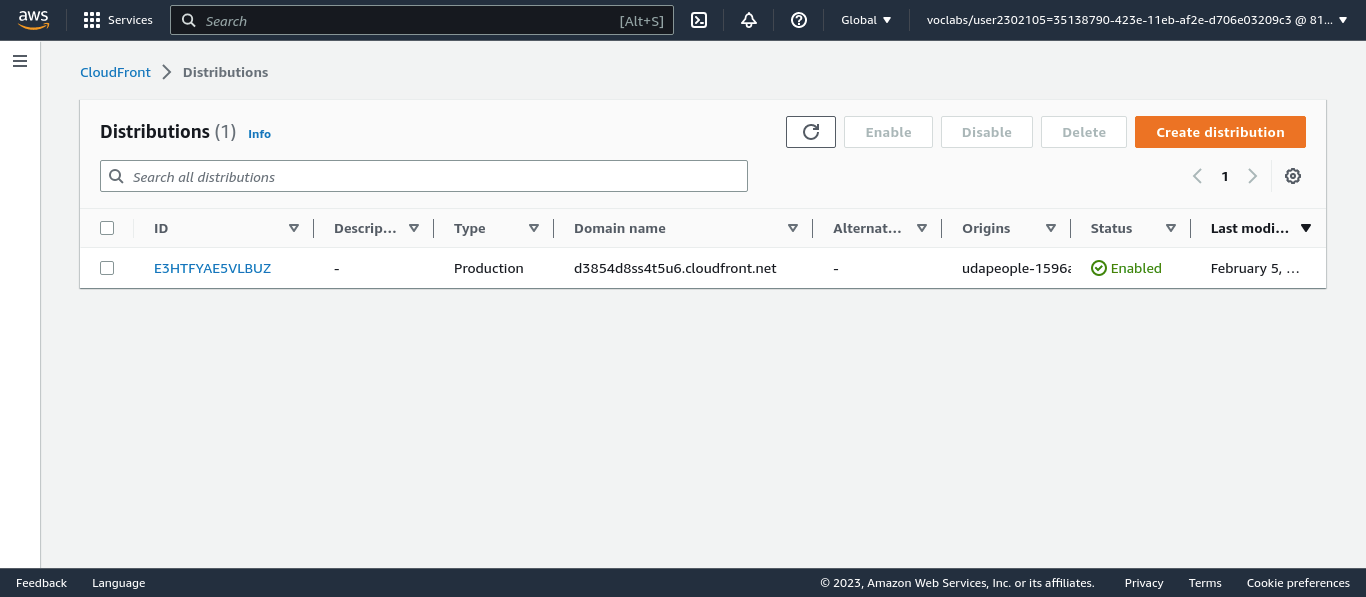 aws Services Search [Alt+S] Global voclabs/user2302105=35138790-423e-11eb-af2e-d706e03209c3 @ 81...
CloudFront Distributions
Distributions (1) Info Enable Disable Delete Create distribution
Search all distributions 1
ID Descrip... Type Domain name Alternat... Origins Status Last modi...
E3HTFYAE5VLBUZ - Production d3854d8ss4t5u6.cloudfront.net - udapeople-1596a Enabled February 5, ...
Feedback Language © 2023, Amazon Web Services, Inc. or its affiliates. Privacy Terms Cookie preferences